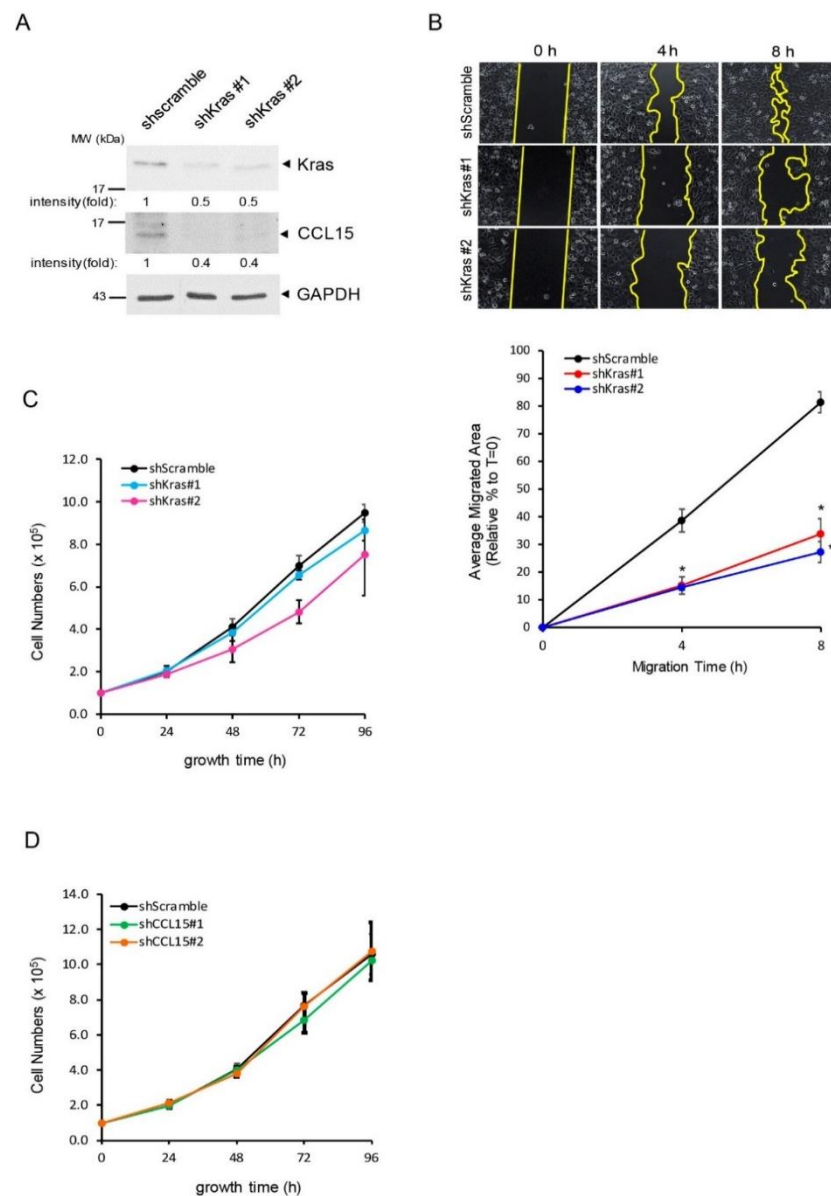 A
shscramble
shKras #1
shKras #2
MW (kDa)
Kras
17
intensity(fold): 1 0.5 0.5
17
CCL15
intensity(fold): 1 0.4 0.4
43
GAPDH
B
0 h 4 h 8 h
shScramble
shKras #1
shKras #2
100
90
80
70
60
50
40
30
20
10
0
shScramble
shKras#1
shKras#2
*
*
*
Average Migrated Area
(Relative % to T=0)
0 4 8
Migration Time (h)
C
12.0
10.0
8.0
6.0
4.0
2.0
0.0
shScramble
shKras#1
shKras#2
Cell Numbers (x 10⁵)
0 24 48 72 96
growth time (h)
D
14.0
12.0
10.0
8.0
6.0
4.0
2.0
0.0
shScramble
shCCL15#1
shCCL15#2
Cell Numbers (x 10⁵)
0 24 48 72 96
growth time (h)